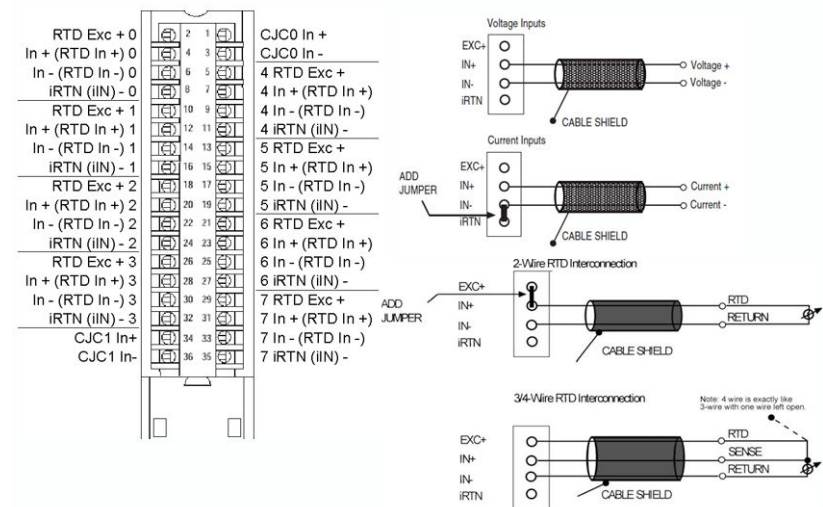 RTD Exc + 0 2 1 CJC0 In +
In + (RTD In +) 0 4 3 CJC0 In -
In - (RTD In -) 0 6 5 4 RTD Exc +
iRTN (iIN) - 0 8 7 4 In + (RTD In +)
RTD Exc + 1 10 9 4 In - (RTD In -)
In + (RTD In +) 1 12 11 4 iRTN (iIN) -
In - (RTD In -) 1 14 13 5 RTD Exc +
iRTN (iIN) - 1 16 15 5 In + (RTD In +)
RTD Exc + 2 18 17 5 In - (RTD In -)
In + (RTD In +) 2 20 19 5 iRTN (iIN) -
In - (RTD In -) 2 22 21 6 RTD Exc +
iRTN (iIN) - 2 24 23 6 In + (RTD In +)
RTD Exc + 3 26 25 6 In - (RTD In -)
In + (RTD In +) 3 28 27 6 iRTN (iIN) -
In - (RTD In -) 3 30 29 7 RTD Exc +
iRTN (iIN) - 3 32 31 7 In + (RTD In +)
CJC1 In+ 34 33 7 In - (RTD In -)
CJC1 In- 36 35 7 iRTN (iIN) -
Voltage Inputs
EXC+
IN+ Voltage +
IN- Voltage -
iRTN
CABLE SHIELD
Current Inputs
EXC+
ADD
JUMPER
IN+ Current +
IN- Current -
iRTN
CABLE SHIELD
2-Wire RTD Interconnection
EXC+
ADD
JUMPER
IN+ RTD
IN- RETURN
iRTN
CABLE SHIELD
3/4-Wire RTD Interconnection
Note: 4 wire is exactly like
3-wire with one wire left open.
EXC+ RTD
IN+ SENSE
IN- RETURN
iRTN
CABLE SHIELD